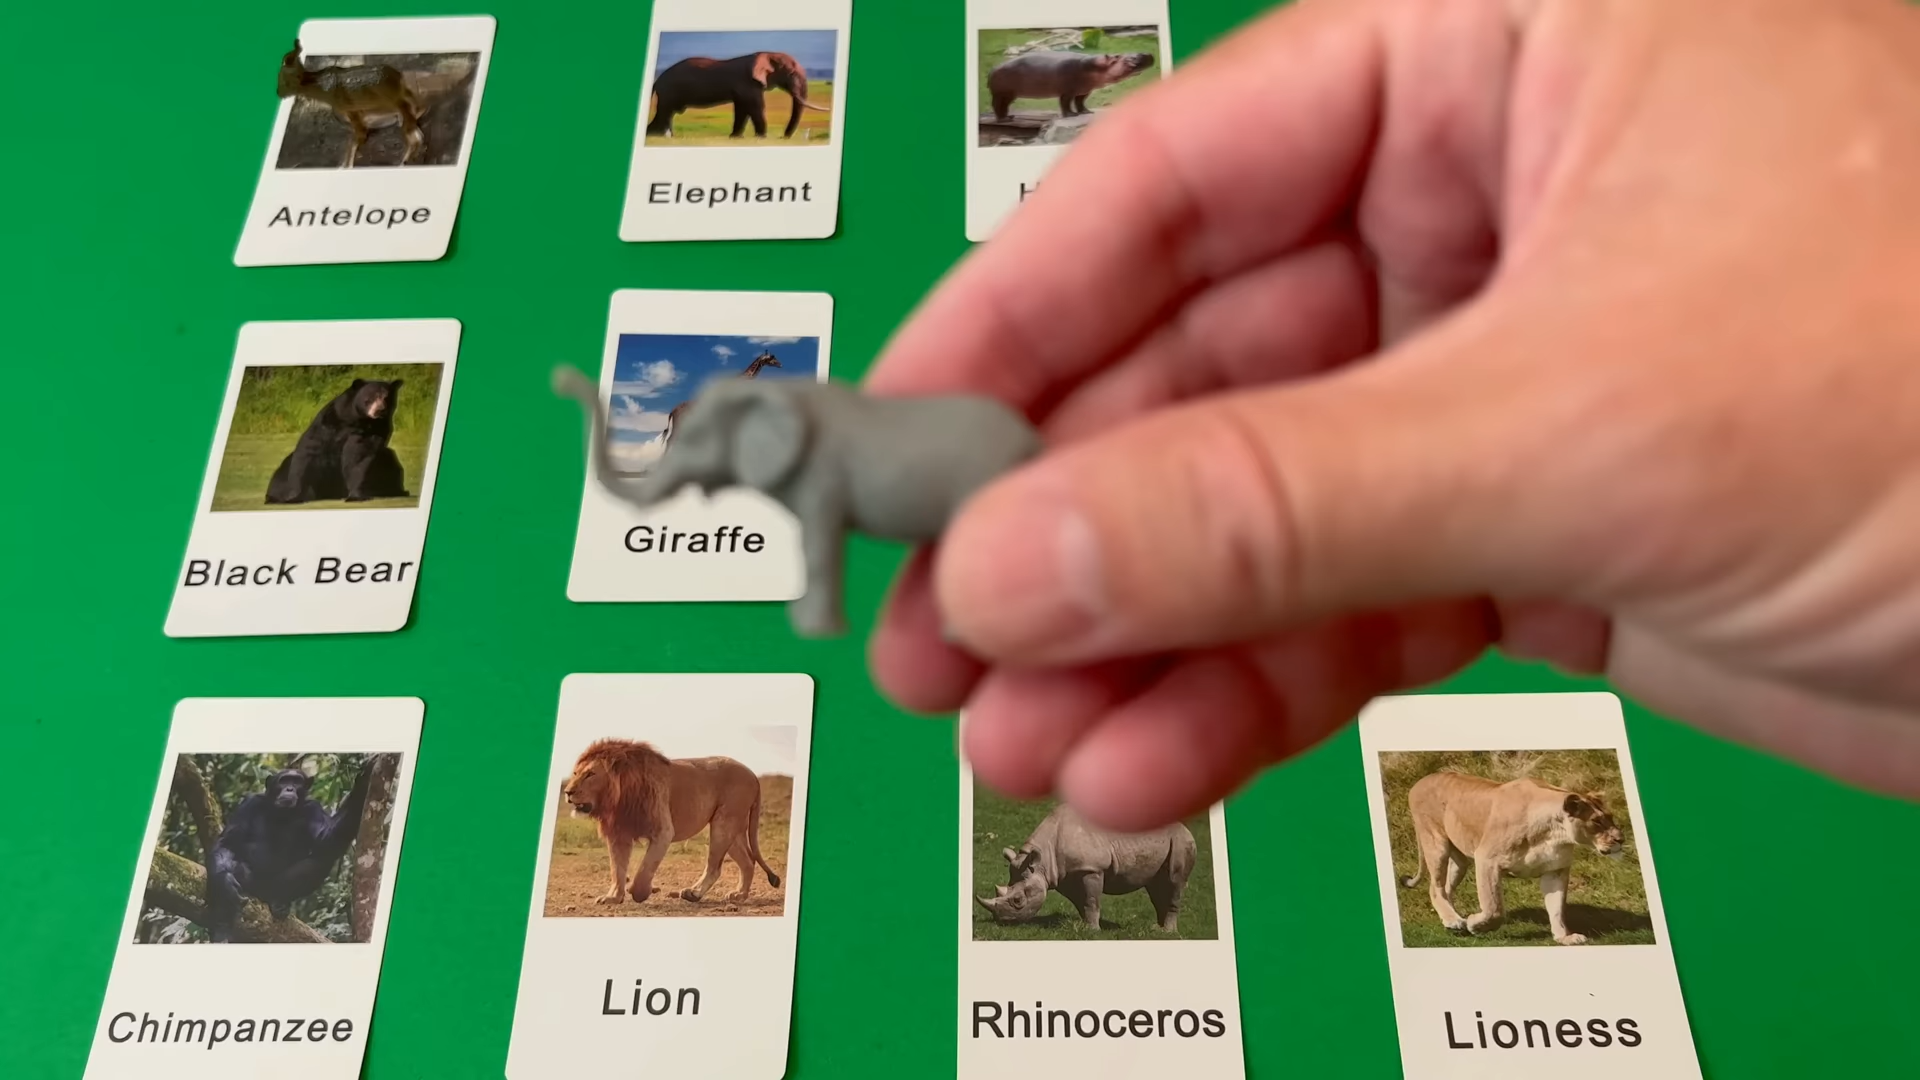 Antelope
Elephant
Black Bear
Giraffe
Chimpanzee
Lion
Rhinoceros
Lioness